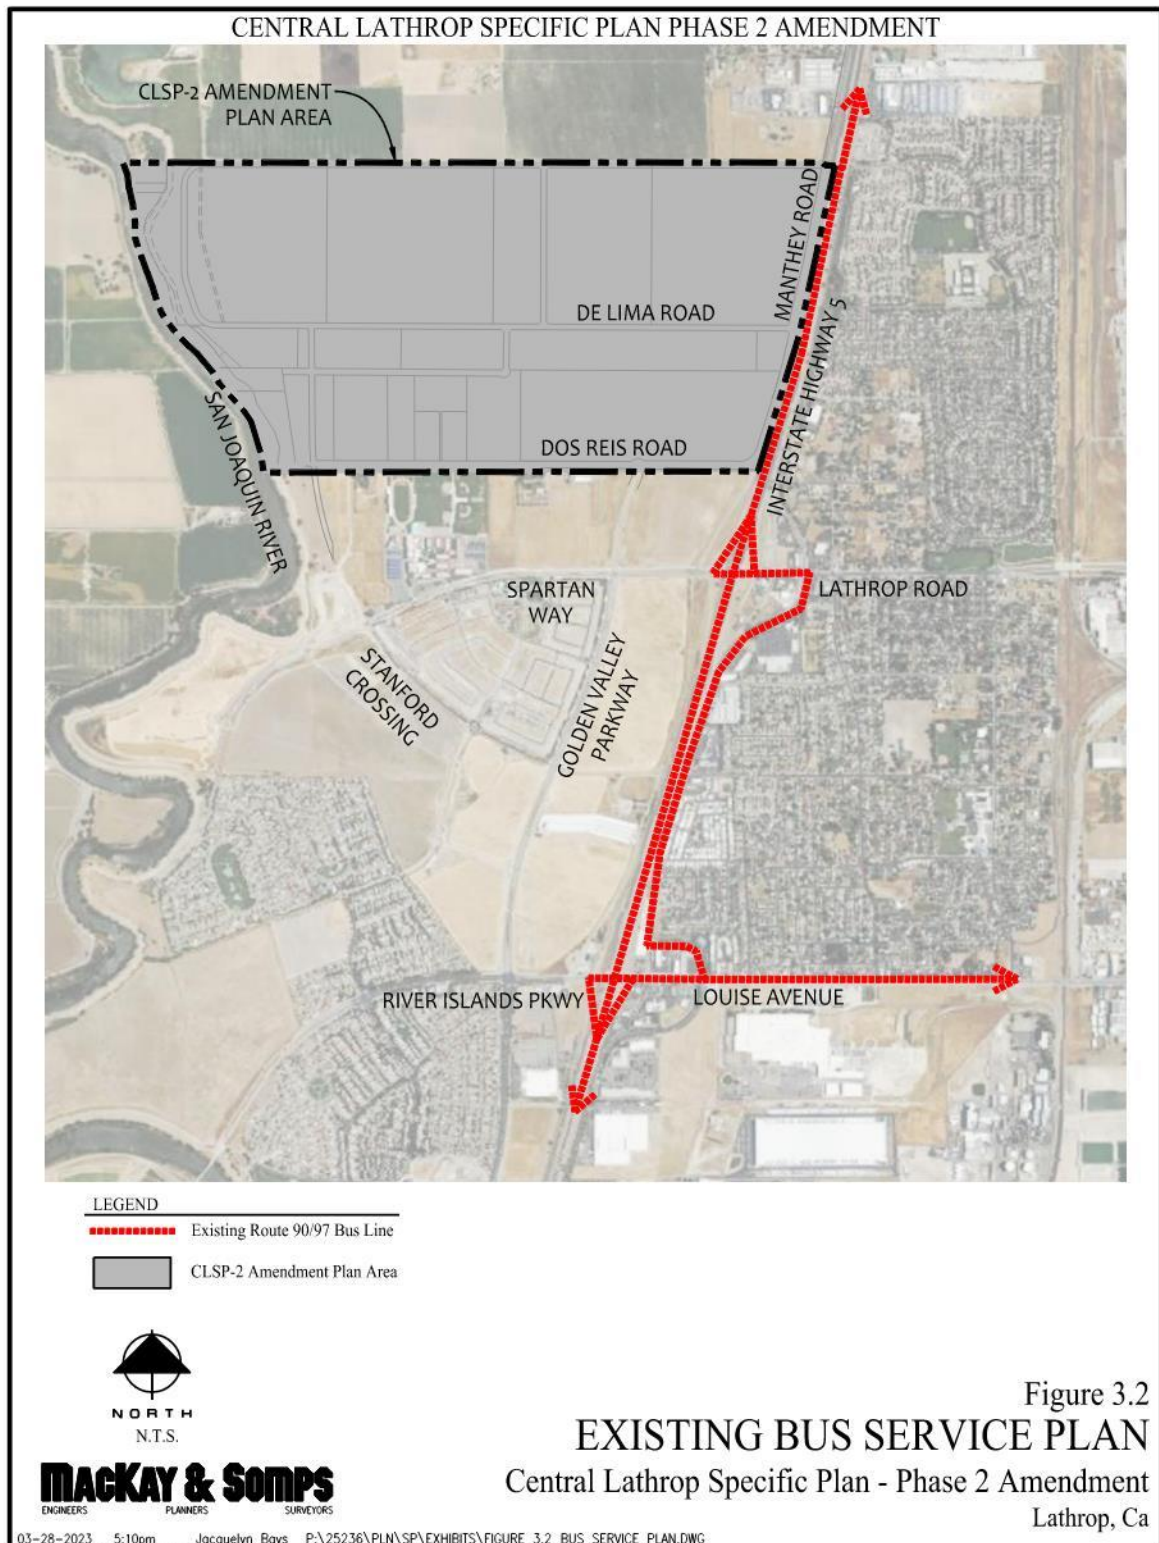 CENTRAL LATHROP SPECIFIC PLAN PHASE 2 AMENDMENT
CLSP-2 AMENDMENT
PLAN AREA
MANTHEY ROAD
DE LIMA ROAD
INTERSTATE HIGHWAY 5
SAN JOAQUIN RIVER
DOS REIS ROAD
SPARTAN
WAY
LATHROP ROAD
STANFORD
CROSSING
GOLDEN VALLEY
PARKWAY
RIVER ISLANDS PKWY
LOUISE AVENUE
LEGEND
Existing Route 90/97 Bus Line
CLSP-2 Amendment Plan Area
NORTH
N.T.S.
Figure 3.2
EXISTING BUS SERVICE PLAN
Central Lathrop Specific Plan - Phase 2 Amendment
Lathrop, Ca
MACKAY & SOMPS
ENGINEERS PLANNERS SURVEYORS
03-28-2023 5:10pm Jacquelyn Bays P:\25236\PLN\SP\EXHIBITS\FIGURE 3.2 BUS SERVICE PLAN.DWG